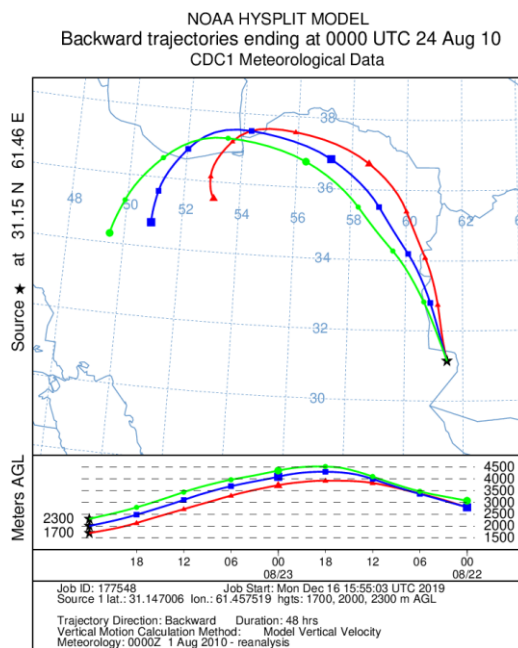 NOAA HYSPLIT MODEL
Backward trajectories ending at 0000 UTC 24 Aug 10
CDC1 Meteorological Data
Source ★ at 31.15 N 61.46 E
38
48
50
52
54
56
58
60
62
36
34
32
30
Meters AGL
2300
1700
4500
4000
3500
3000
2500
2000
1500
18 12 06 00 18 12 06 00
08/23 08/22
Job ID: 177548 Job Start: Mon Dec 16 15:55:03 UTC 2019
Source 1 lat.: 31.147006 lon.: 61.457519 hgts: 1700, 2000, 2300 m AGL
Trajectory Direction: Backward Duration: 48 hrs
Vertical Motion Calculation Method: Model Vertical Velocity
Meteorology: 0000Z 1 Aug 2010 - reanalysis